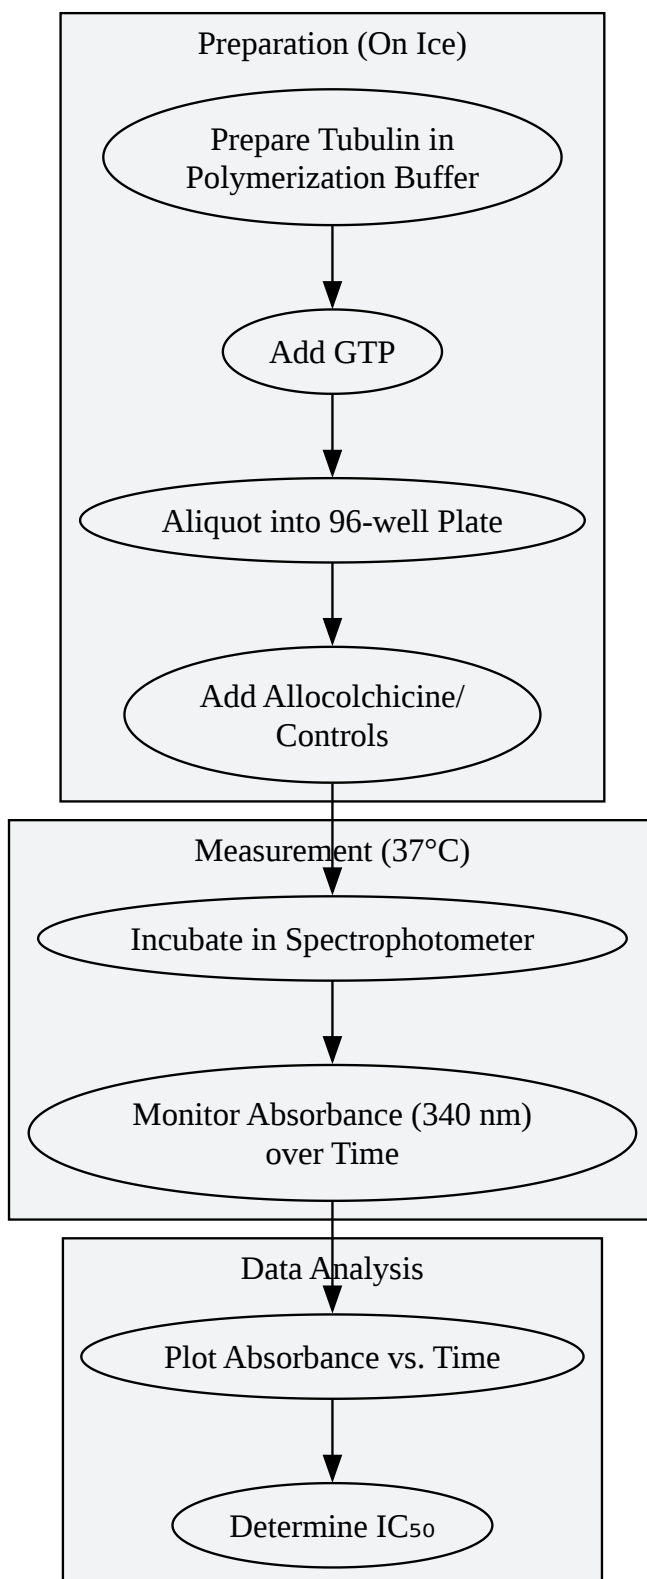 Preparation (On Ice)
Prepare Tubulin in
Polymerization Buffer
Add GTP
Aliquot into 96-well Plate
Add Allocolchicine/
Controls
Measurement (37°C)
Incubate in Spectrophotometer
Monitor Absorbance (340 nm)
over Time
Data Analysis
Plot Absorbance vs. Time
Determine IC₅₀